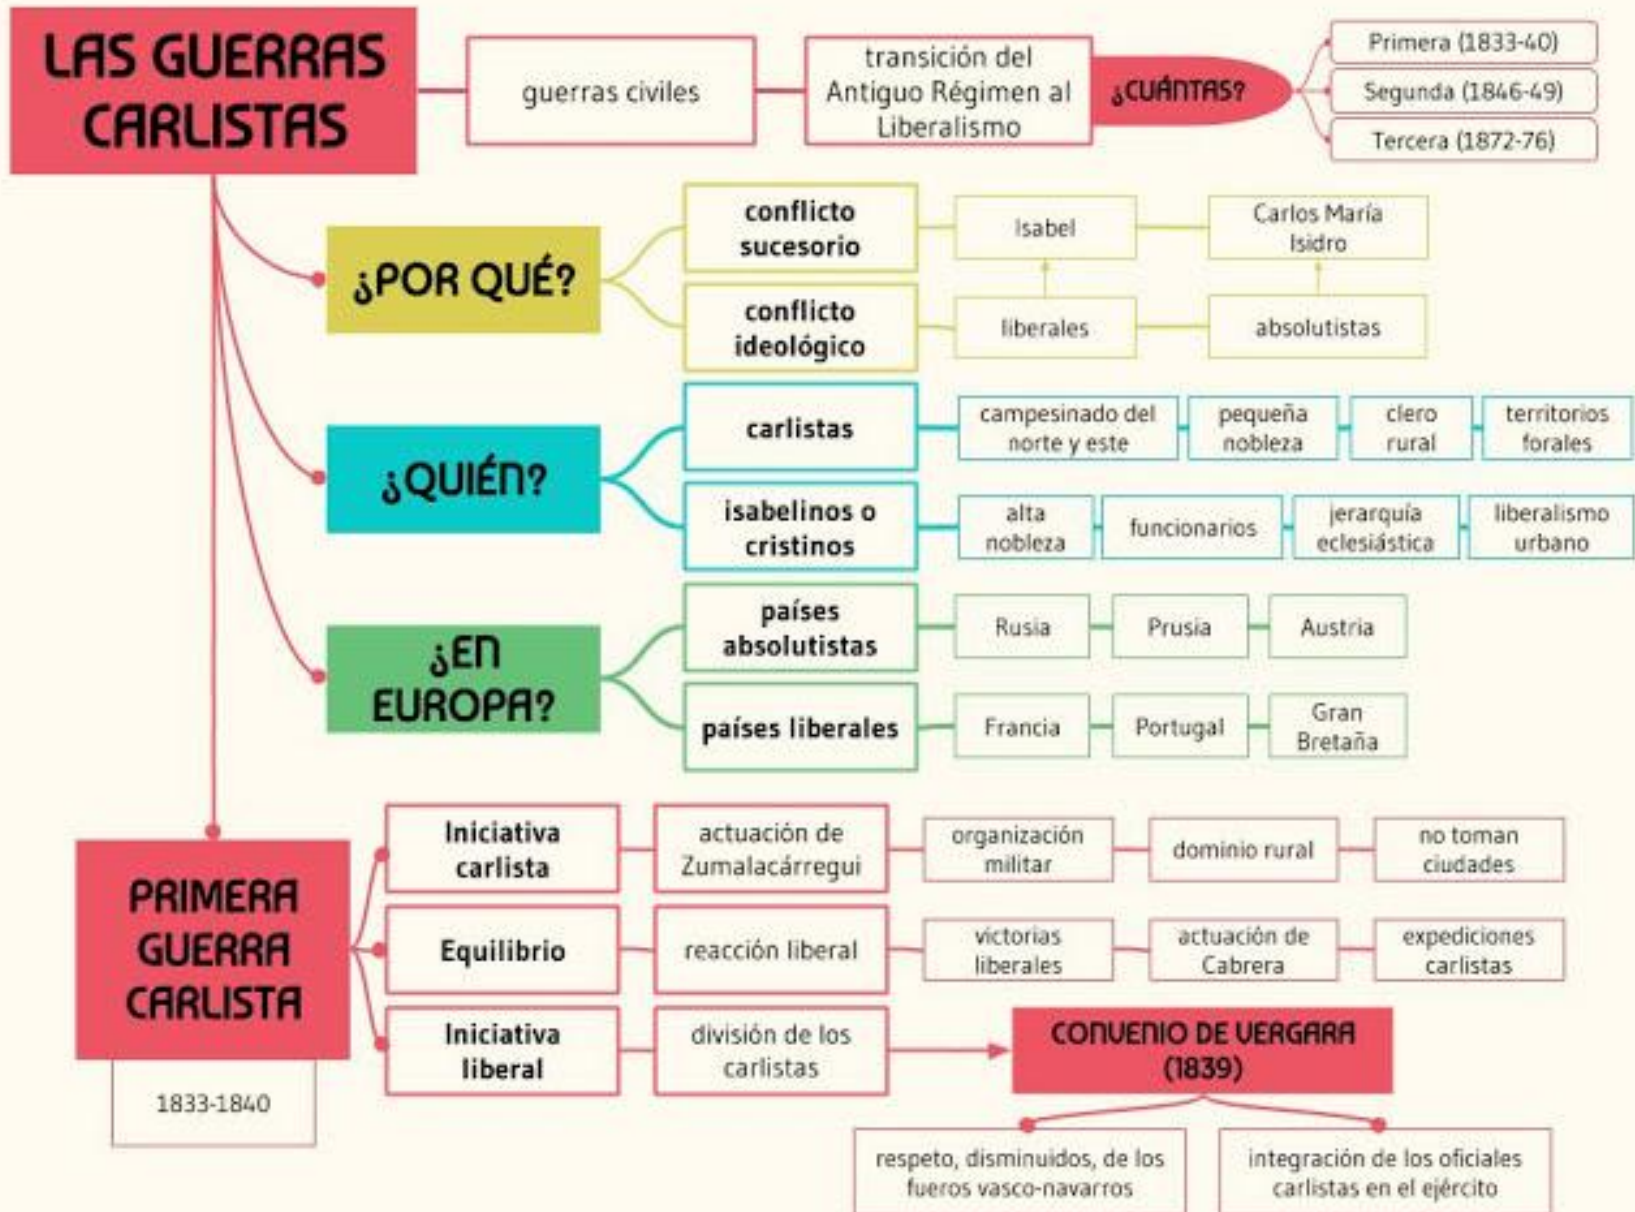 LAS GUERRAS
CARLISTAS
guerras civiles
transición del
Antiguo Régimen al
Liberalismo
¿CUÁNTAS?
Primera (1833-40)
Segunda (1846-49)
Tercera (1872-76)
¿POR QUÉ?
conflicto
sucesorio
Isabel
Carlos María
Isidro
conflicto
ideológico
liberales
absolutistas
¿QUIÉN?
carlistas
campesinado del
norte y este
pequeña
nobleza
clero
rural
territorios
forales
isabelinos o
cristinos
alta
nobleza
funcionarios
jerarquía
eclesiástica
liberalismo
urbano
¿EN
EUROPA?
países
absolutistas
Rusia
Prusia
Austria
países liberales
Francia
Portugal
Gran
Bretaña
PRIMERA
GUERRA
CARLISTA
1833-1840
Iniciativa
carlista
actuación de
Zumalacárregui
organización
militar
dominio rural
no toman
ciudades
Equilibrio
reacción liberal
victorias
liberales
actuación de
Cabrera
expediciones
carlistas
Iniciativa
liberal
división de los
carlistas
CONVENIO DE VERGARA
(1839)
respeto, disminuidos, de los
fueros vasco-navarros
integración de los oficiales
carlistas en el ejército